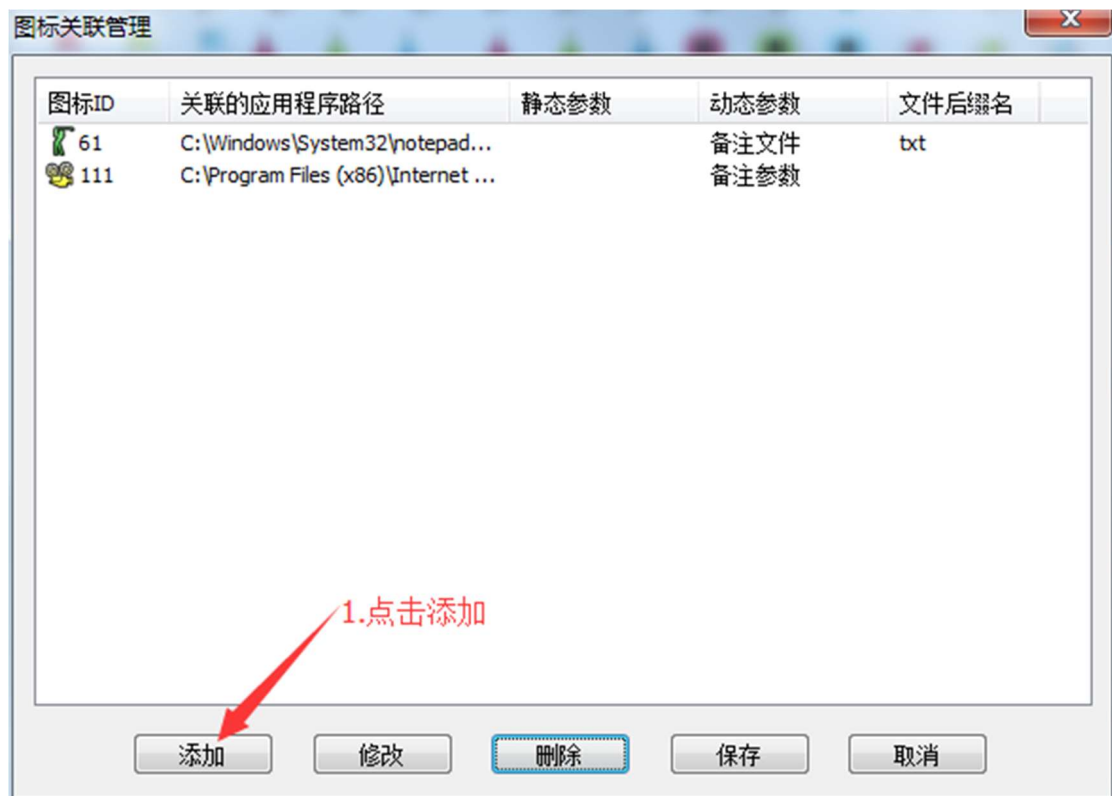 图标关联管理
图标ID 关联的应用程序路径 静态参数 动态参数 文件后缀名
61 C:\Windows\System32\notepad... 备注文件 txt
111 C:\Program Files (x86)\Internet ... 备注参数
1.点击添加
添加 修改 删除 保存 取消